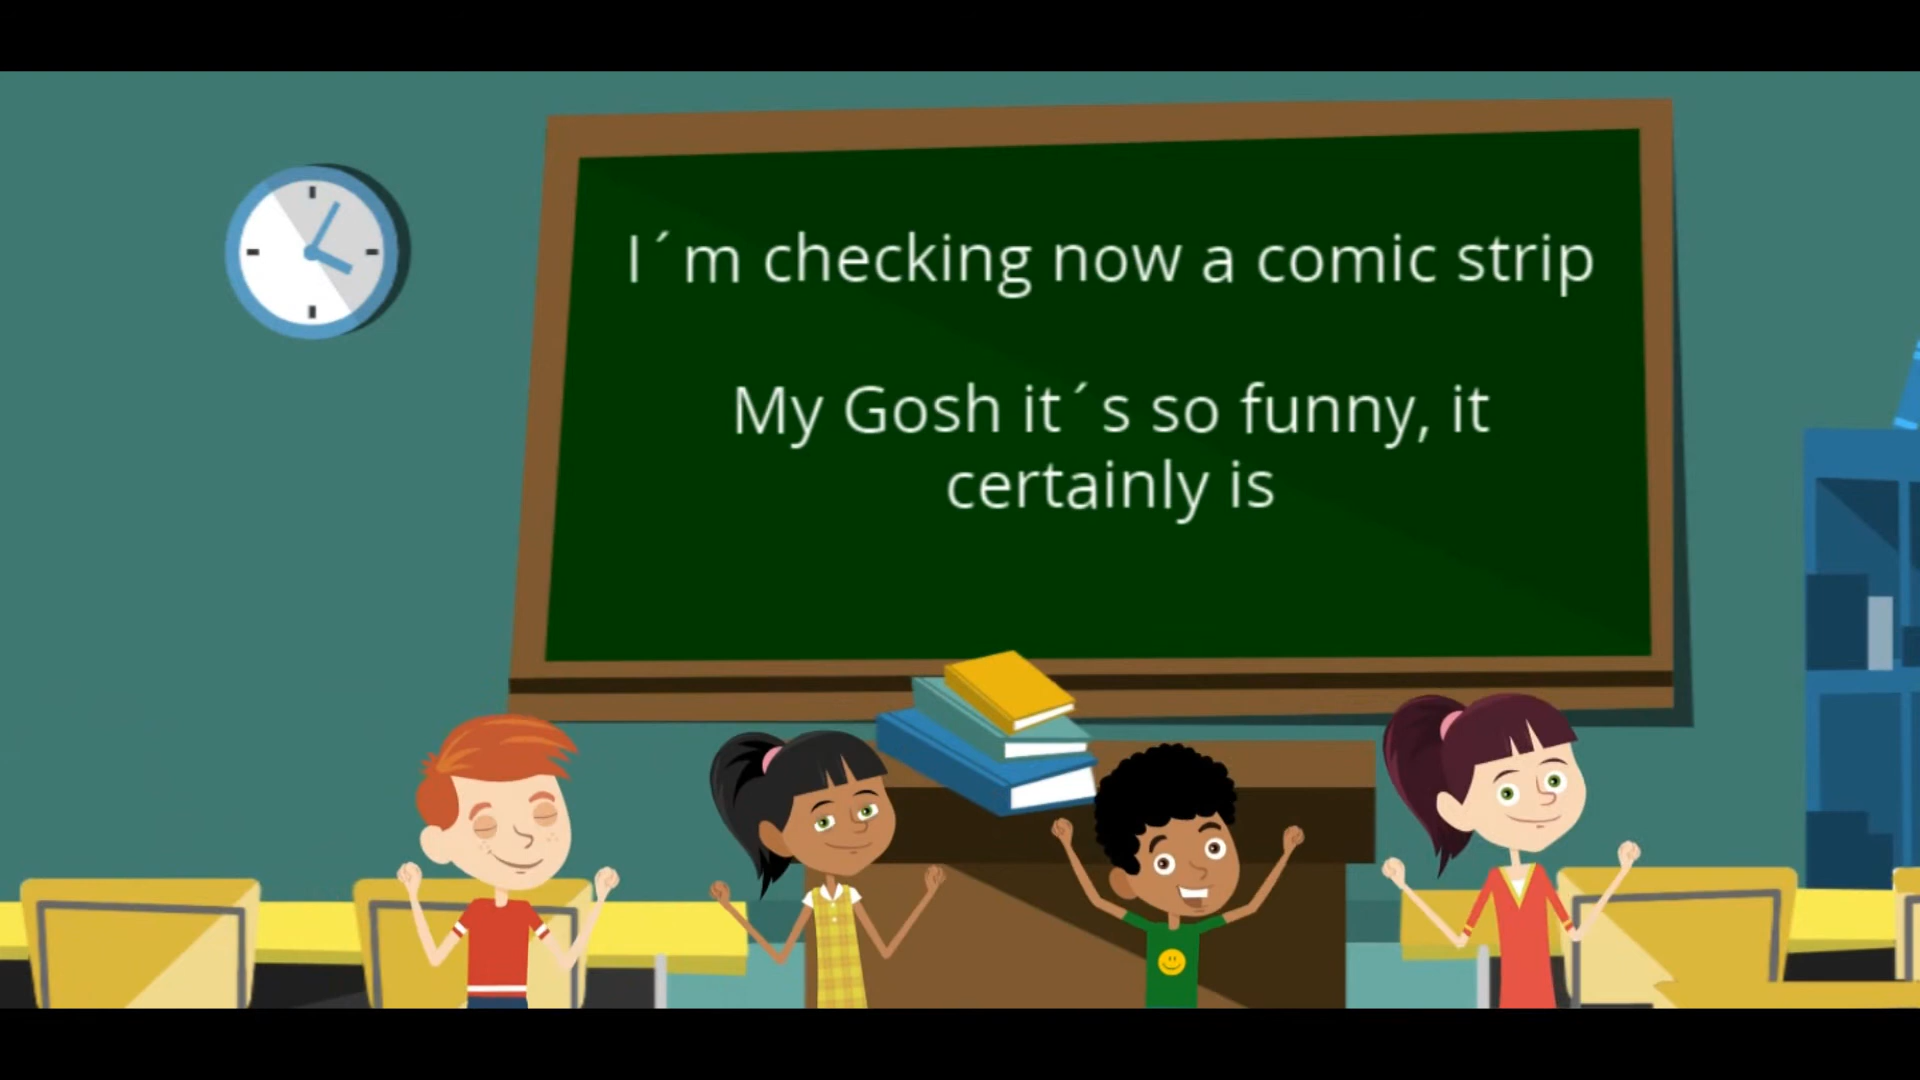 I´m checking now a comic strip
My Gosh it´s so funny, it
certainly is